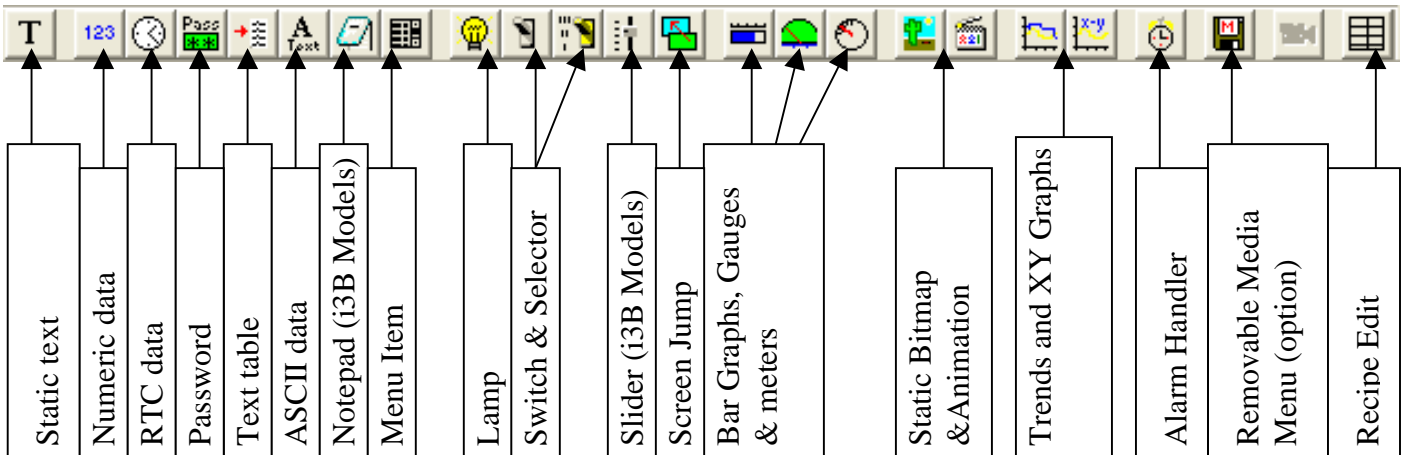 T
123
Pass
**
A
Text
x-y
M
Static text
Numeric data
RTC data
Password
Text table
ASCII data
Notepad (i3B Models)
Menu Item
Lamp
Switch & Selector
Slider (i3B Models)
Screen Jump
Bar Graphs, Gauges
& meters
Static Bitmap
&Animation
Trends and XY Graphs
Alarm Handler
Removable Media
Menu (option)
Recipe Edit